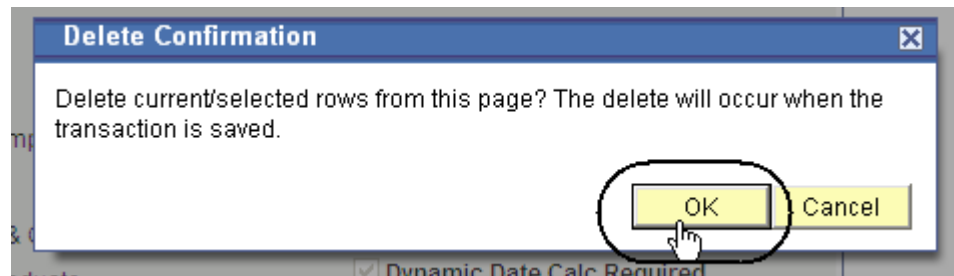 Delete Confirmation
Delete current/selected rows from this page? The delete will occur when the
transaction is saved.
OK Cancel
Dynamic Date Calc Required